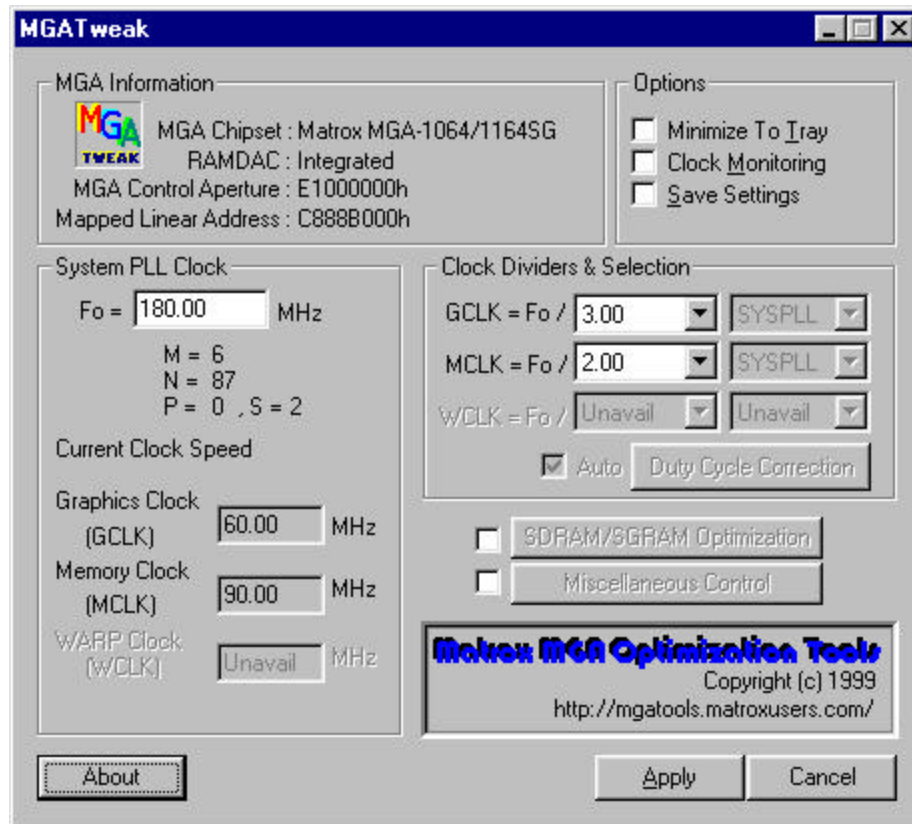 MGATweak
MGA Information
MGA
TWEAK
MGA Chipset : Matrox MGA-1064/1164SG
RAMDAC : Integrated
MGA Control Aperture : E1000000h
Mapped Linear Address : C888B000h
Options
Minimize To Tray
Clock Monitoring
Save Settings
System PLL Clock
Fo = 180.00 MHz
M = 6
N = 87
P = 0 , S = 2
Current Clock Speed
Graphics Clock
(GCLK) 60.00 MHz
Memory Clock
(MCLK) 90.00 MHz
WARP Clock
(WCLK) Unavail MHz
Clock Dividers & Selection
GCLK = Fo / 3.00 SYSPLL
MCLK = Fo / 2.00 SYSPLL
WCLK = Fo / Unavail Unavail
Auto Duty Cycle Correction
SDRAM/SGRAM Optimization
Miscellaneous Control
Matrox MGA Optimization Tools
Copyright (c) 1999
http://mgatools.matroxusers.com/
About
Apply
Cancel